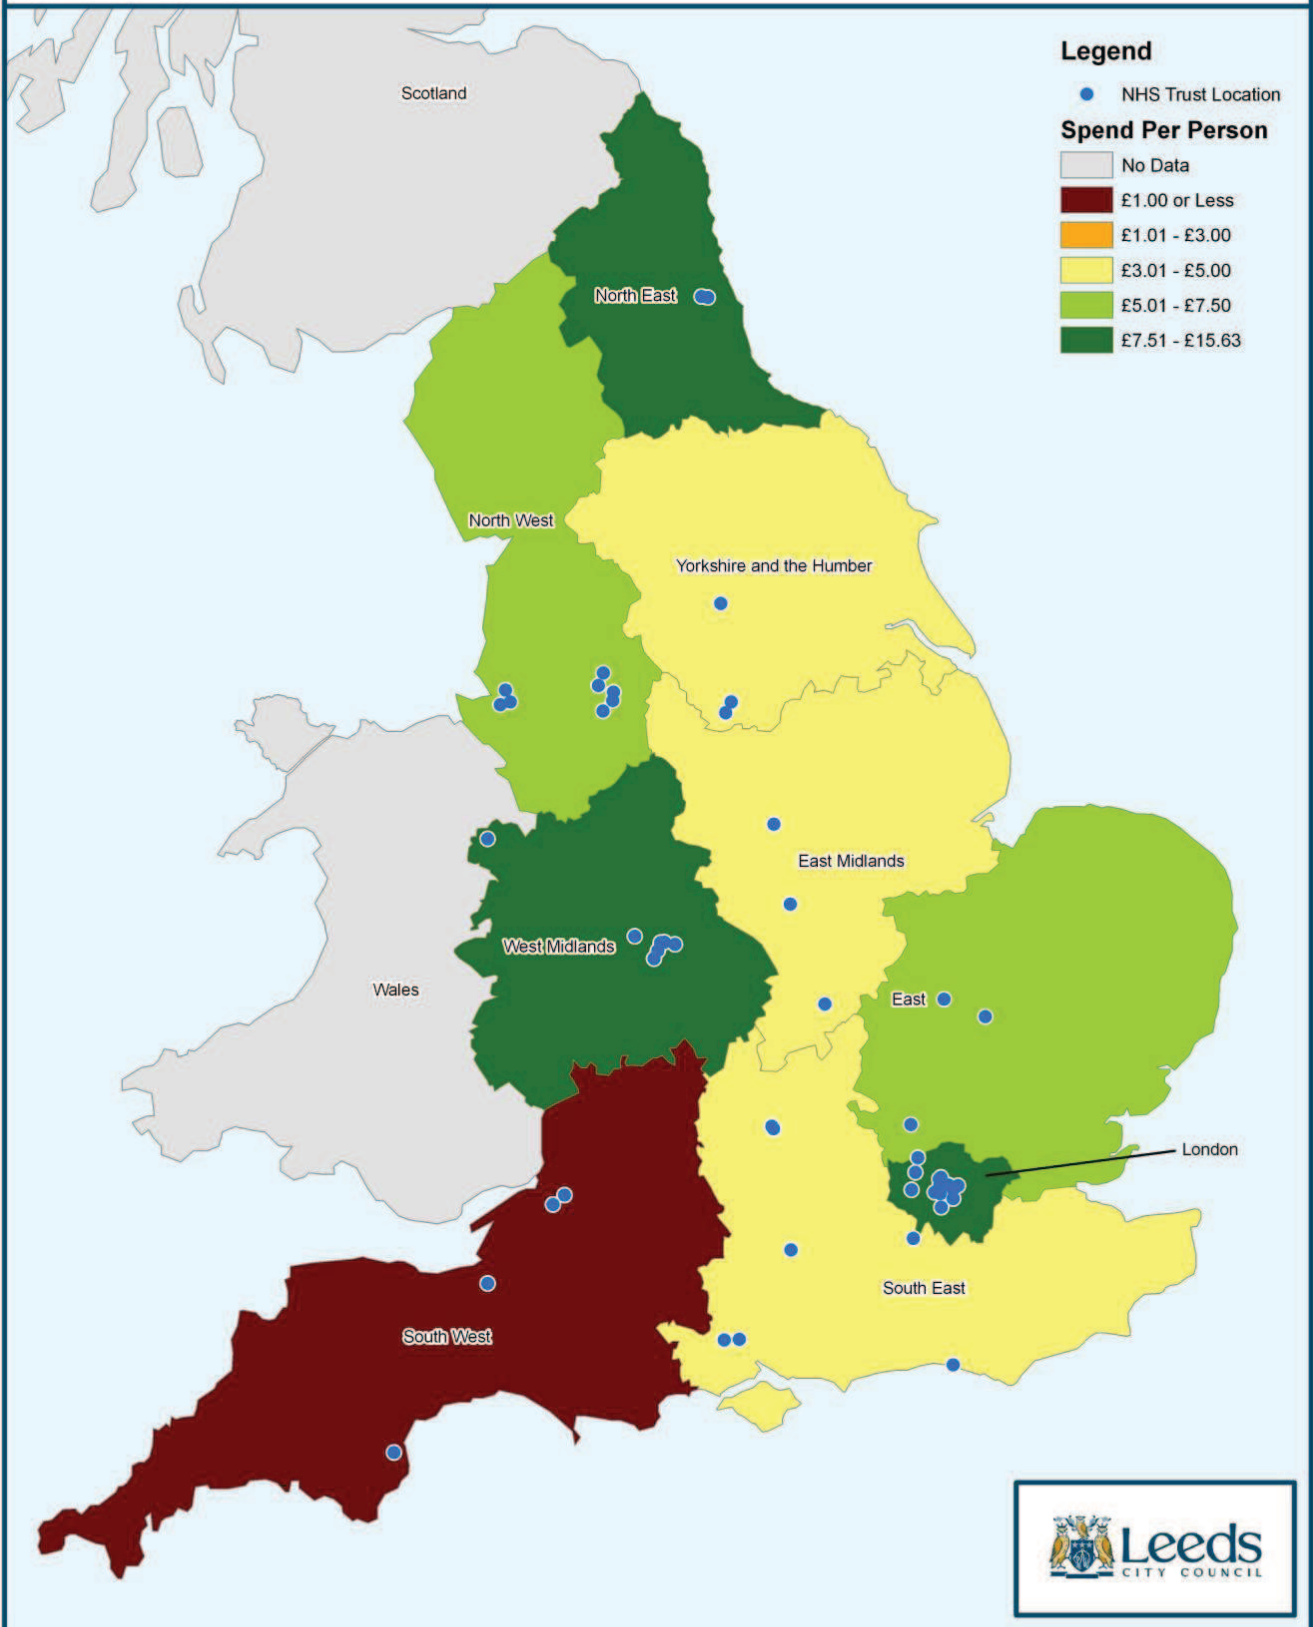 Legend
NHS Trust Location
Spend Per Person
No Data
£1.00 or Less
£1.01 - £3.00
£3.01 - £5.00
£5.01 - £7.50
£7.51 - £15.63
Scotland
North East
North West
Yorkshire and the Humber
East Midlands
West Midlands
Wales
East
London
South East
South West
Leeds
CITY COUNCIL